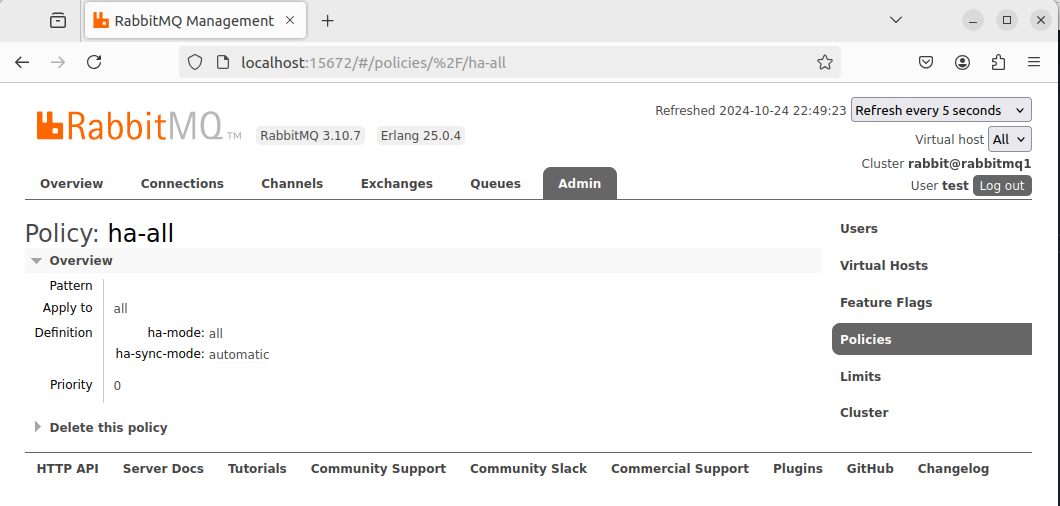 RabbitMQ Management
localhost:15672/#/policies/%2F/ha-all
RabbitMQ TM
RabbitMQ 3.10.7 Erlang 25.0.4
Refreshed 2024-10-24 22:49:23 Refresh every 5 seconds
Virtual host All
Cluster rabbit@rabbitmq1
User test Log out
Overview Connections Channels Exchanges Queues Admin
Policy: ha-all
Overview
Pattern
Apply to all
Definition ha-mode: all
ha-sync-mode: automatic
Priority 0
Delete this policy
Users
Virtual Hosts
Feature Flags
Policies
Limits
Cluster
HTTP API Server Docs Tutorials Community Support Community Slack Commercial Support Plugins GitHub Changelog